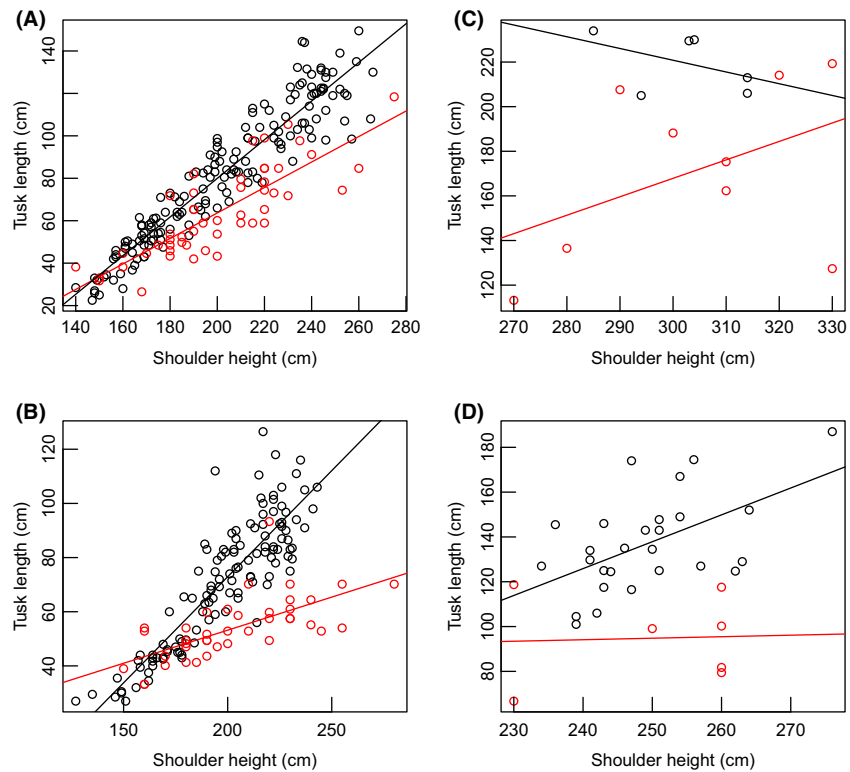 (A)
Tusk length (cm)
20 40 60 80 100 140
140 160 180 200 220 240 260 280
Shoulder height (cm)
(C)
Tusk length (cm)
120 140 160 180 200 220
270 280 290 300 310 320 330
Shoulder height (cm)
(B)
Tusk length (cm)
40 60 80 100 120
150 200 250
Shoulder height (cm)
(D)
Tusk length (cm)
80 100 120 140 160 180
230 240 250 260 270
Shoulder height (cm)